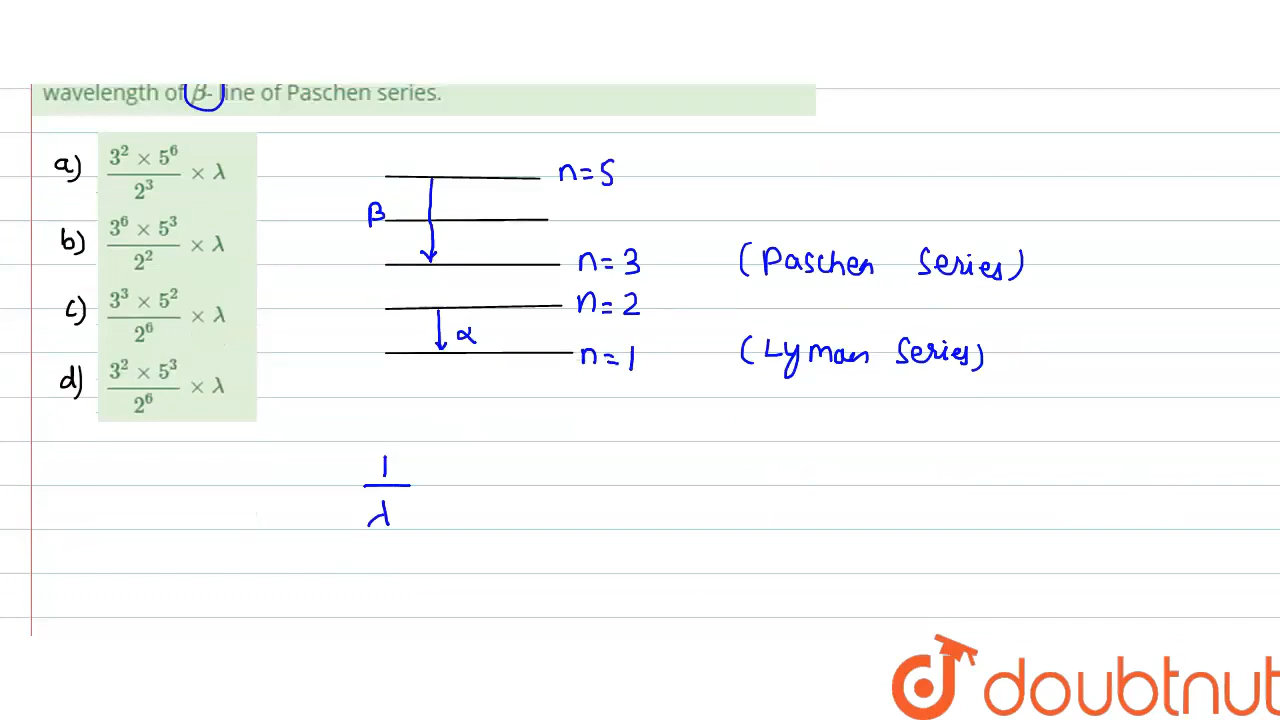 wavelength of β- line of Paschen series.
a) 3² × 5⁶ / 2³ × λ
b) 3⁶ × 5³ / 2² × λ
c) 3³ × 5² / 2⁶ × λ
d) 3² × 5³ / 2⁶ × λ
n=5
β
n=3 (Paschen Series)
n=2
α
n=1 (Lyman Series)
1
λ
doubtnut